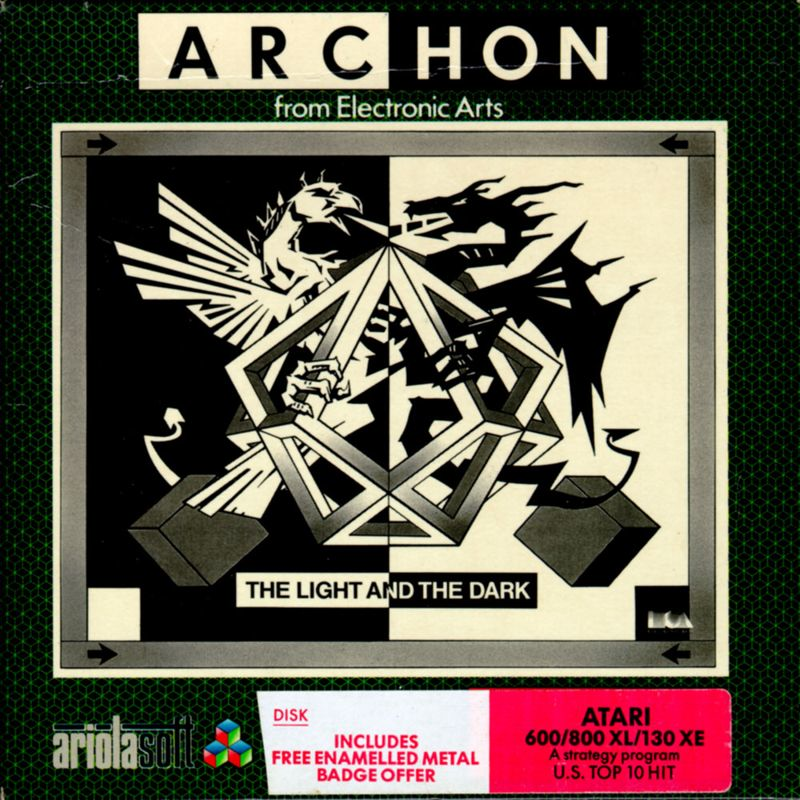 ARCHON
from Electronic Arts
THE LIGHT AND THE DARK
ariolasoft
DISK
INCLUDES
FREE ENAMELLED METAL
BADGE OFFER
ATARI
600/800 XL/130 XE
A strategy program
U.S. TOP 10 HIT